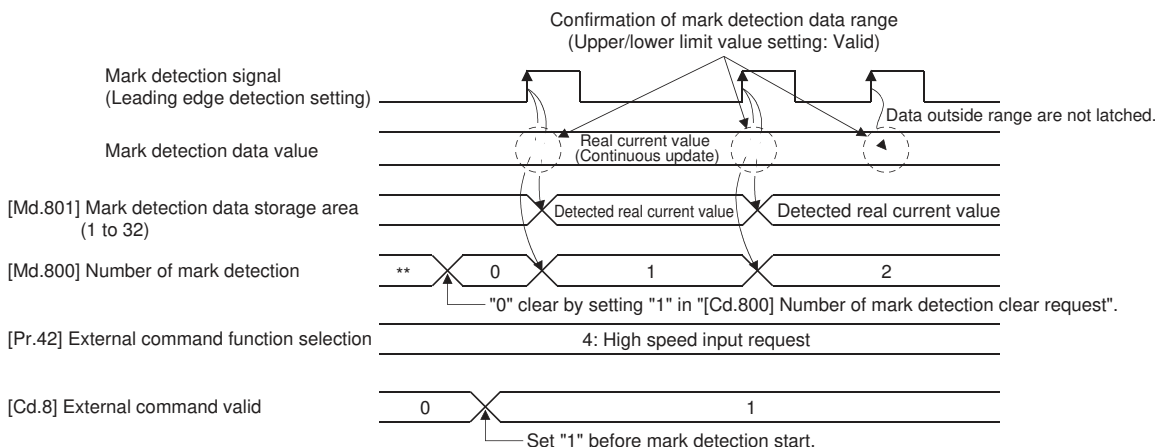 Confirmation of mark detection data range
(Upper/lower limit value setting: Valid)
Mark detection signal
(Leading edge detection setting)
Data outside range are not latched.
Mark detection data value
Real current value
(Continuous update)
[Md.801] Mark detection data storage area
(1 to 32)
Detected real current value
Detected real current value
[Md.800] Number of mark detection
** 0 1 2
"0" clear by setting "1" in "[Cd.800] Number of mark detection clear request".
[Pr.42] External command function selection
4: High speed input request
[Cd.8] External command valid
0 1
Set "1" before mark detection start.